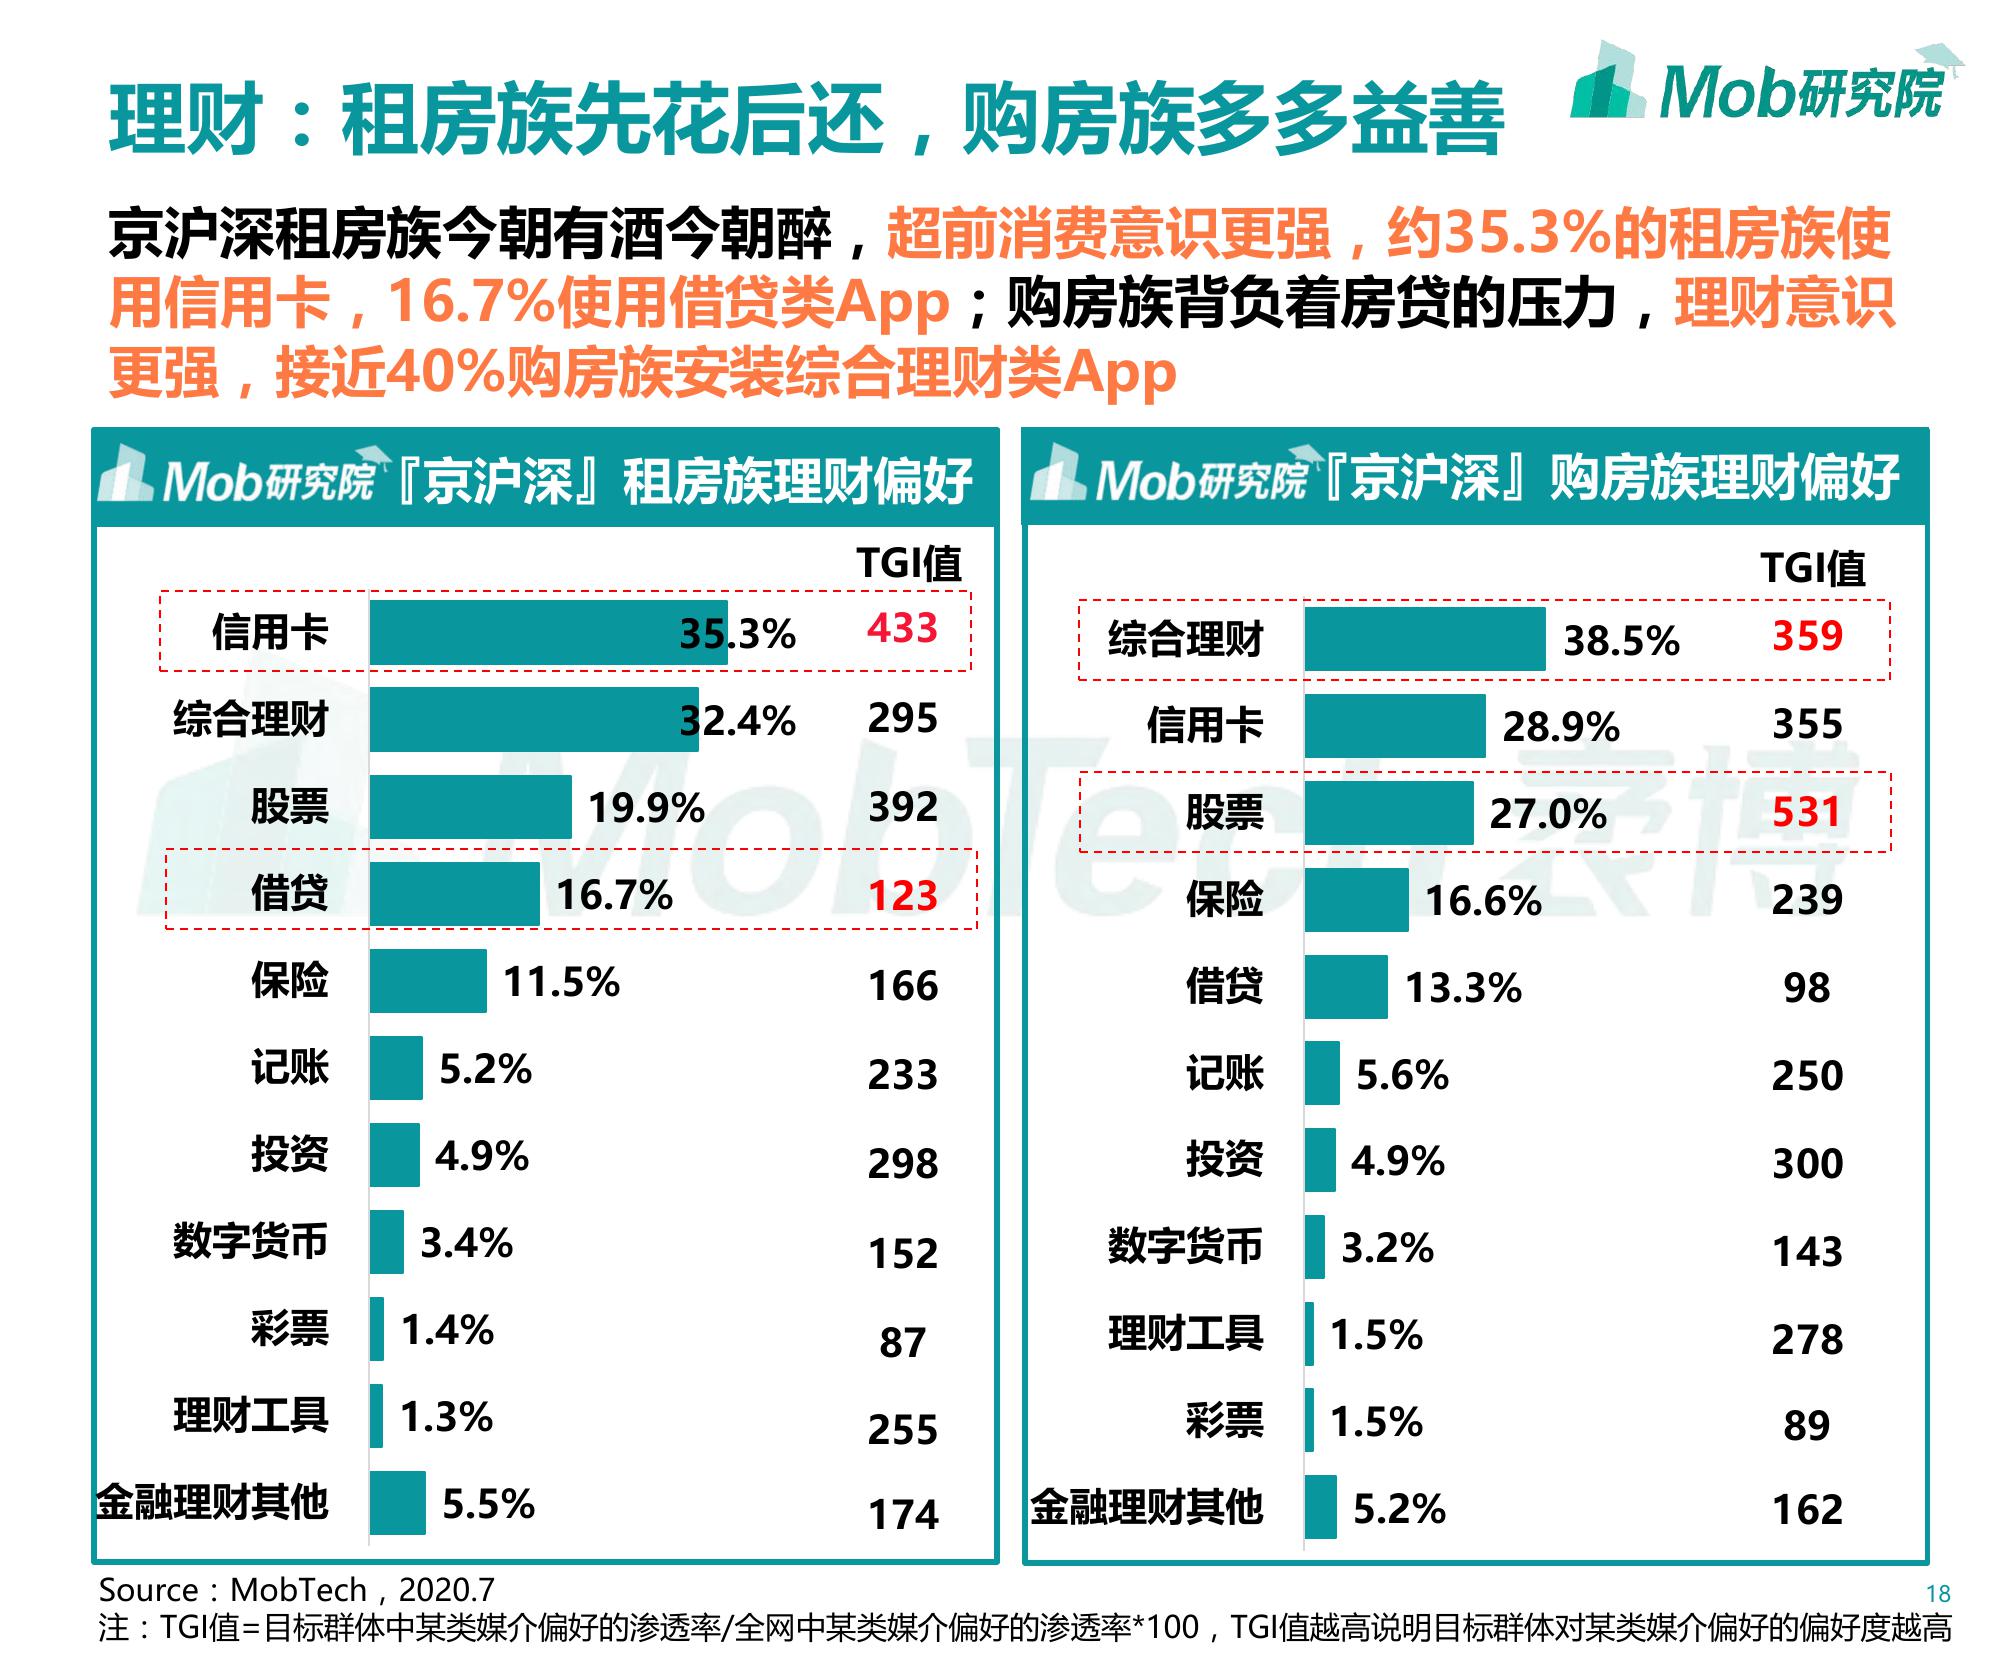 理财：租房族先花后还，购房族多多益善
Mob研究院
京沪深租房族今朝有酒今朝醉，超前消费意识更强，约35.3%的租房族使
用信用卡，16.7%使用借贷类App；购房族背负着房贷的压力，理财意识
更强，接近40%购房族安装综合理财类App
Mob研究院『京沪深』租房族理财偏好
TGI值
信用卡 35.3% 433
综合理财 32.4% 295
股票 19.9% 392
借贷 16.7% 123
保险 11.5% 166
记账 5.2% 233
投资 4.9% 298
数字货币 3.4% 152
彩票 1.4% 87
理财工具 1.3% 255
金融理财其他 5.5% 174
Mob研究院『京沪深』购房族理财偏好
TGI值
综合理财 38.5% 359
信用卡 28.9% 355
股票 27.0% 531
保险 16.6% 239
借贷 13.3% 98
记账 5.6% 250
投资 4.9% 300
数字货币 3.2% 143
理财工具 1.5% 278
彩票 1.5% 89
金融理财其他 5.2% 162
MobTech袤博
Source：MobTech，2020.7
18
注：TGI值=目标群体中某类媒介偏好的渗透率/全网中某类媒介偏好的渗透率*100，TGI值越高说明目标群体对某类媒介偏好的偏好度越高